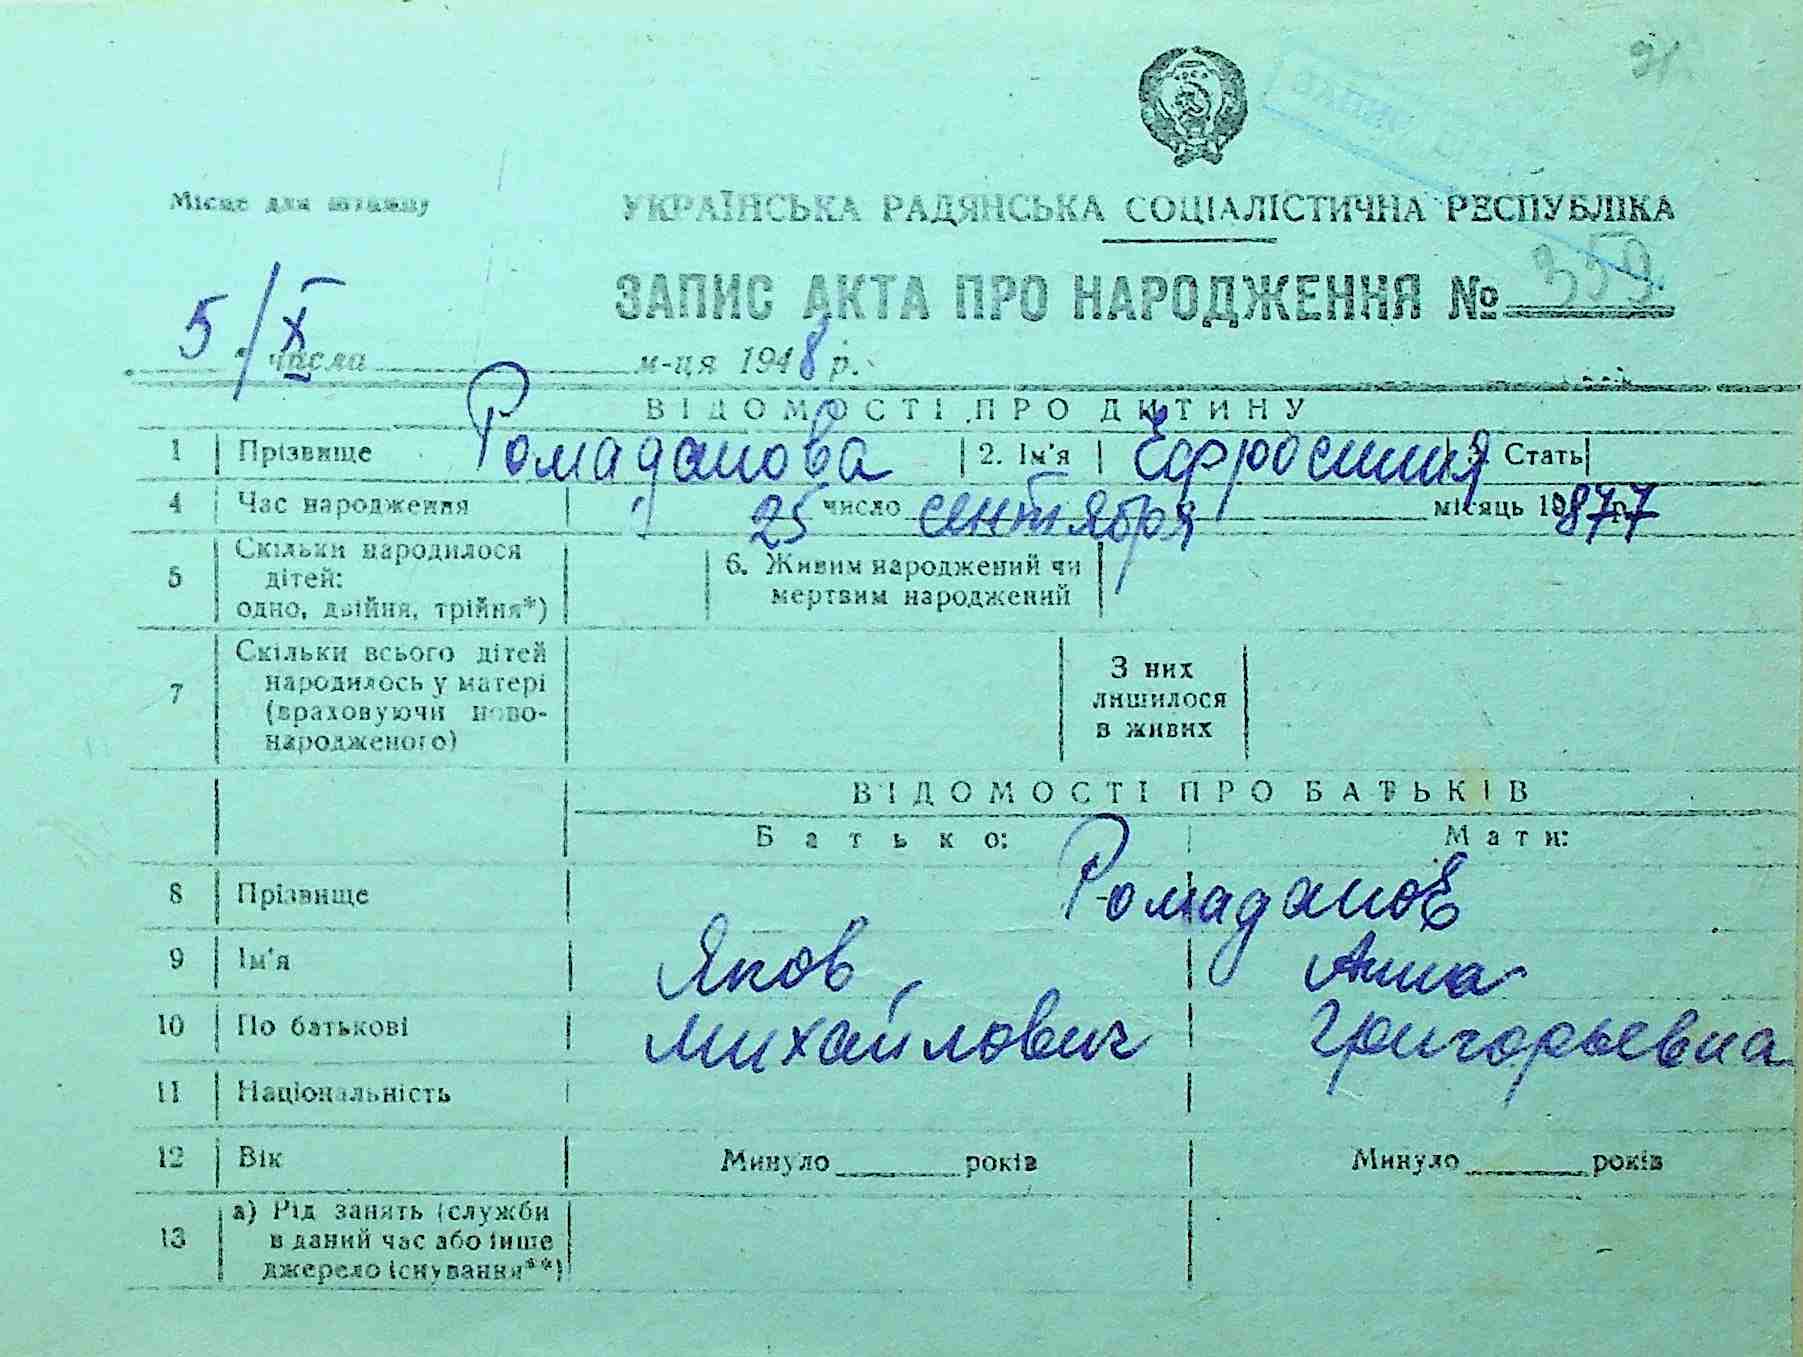 91
Місце для штампу
УКРАЇНСЬКА РАДЯНСЬКА СОЦІАЛІСТИЧНА РЕСПУБЛІКА
ЗАПИС АКТА ПРО НАРОДЖЕННЯ № 359
5/X числа м-ця 1948 р.
ВІДОМОСТІ ПРО ДИТИНУ
1 Прізвище Ромаданова 2. Ім'я Ефросиния 3. Стать
4 Час народження 25 число сентября місяць 1877 р.
5 Скільки народилося дітей: одно, двійня, трійня*) 6. Живим народжений чи мертвим народжений
7 Скільки всього дітей народилось у матері (враховуючи новонародженого) З них лишилося в живих
ВІДОМОСТІ ПРО БАТЬКІВ
Батько: Мати:
8 Прізвище Ромаданов
9 Ім'я Яков Анна
10 По батькові Михайлович Григорьевна
11 Національність
12 Вік Минуло років Минуло років
13 а) Рід занять (служби в даний час або інше джерело існування**)